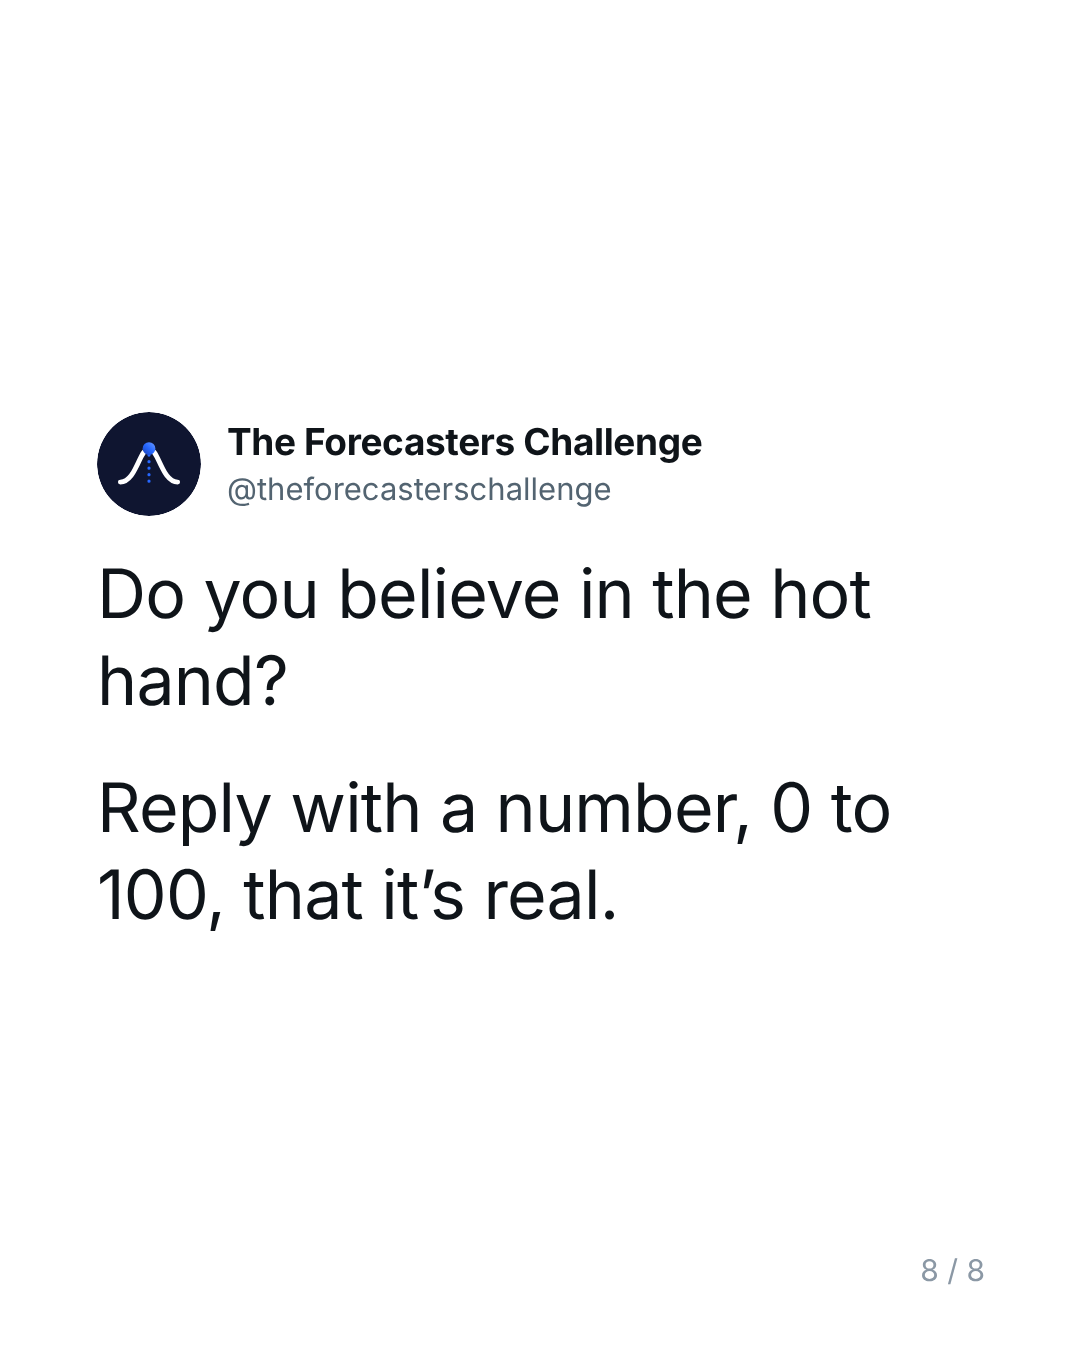 The Forecasters Challenge
@theforecasterschallenge
Do you believe in the hot
hand?
Reply with a number, 0 to
100, that it’s real.
8 / 8